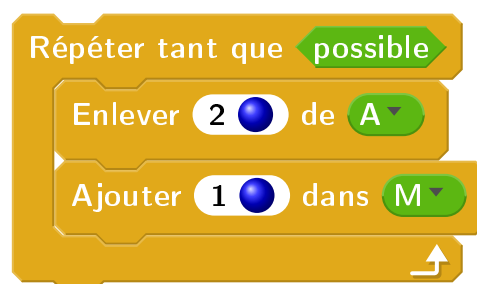 Répéter tant que possible
Enlever 2 de A
Ajouter 1 dans M